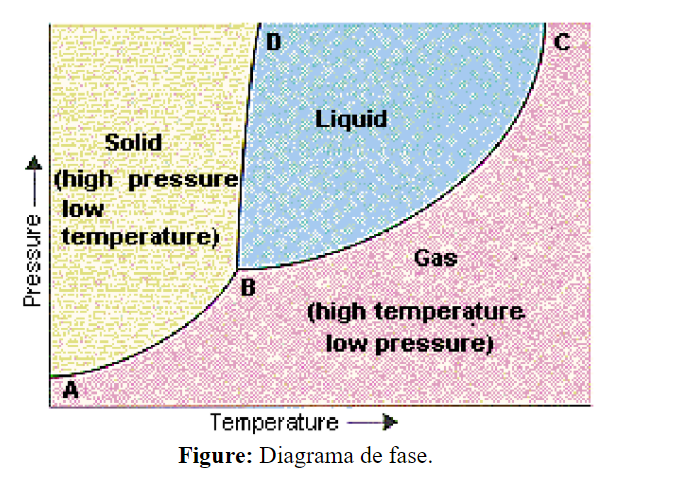 D
C
Liquid
Solid
(high pressure
low
temperature)
Gas
B
(high temperature
low pressure)
A
Pressure
Temperature
Figure: Diagrama de fase.